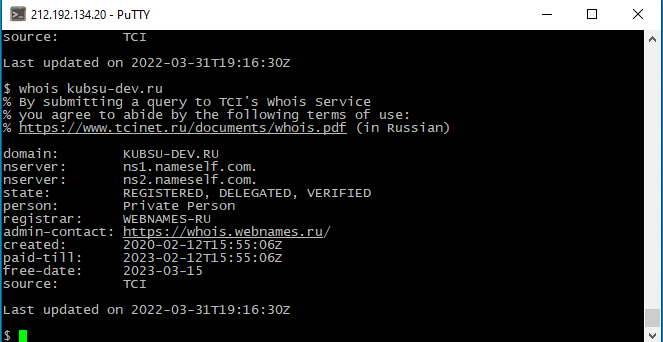 212.192.134.20 - PuTTY
source:        TCI

Last updated on 2022-03-31T19:16:30Z

$ whois kubsu-dev.ru
% By submitting a query to TCI's Whois Service
% you agree to abide by the following terms of use:
% https://www.tcinet.ru/documents/whois.pdf (in Russian)

domain:        KUBSU-DEV.RU
nserver:       ns1.nameself.com.
nserver:       ns2.nameself.com.
state:         REGISTERED, DELEGATED, VERIFIED
person:        Private Person
registrar:     WEBNAMES-RU
admin-contact: https://whois.webnames.ru/
created:       2020-02-12T15:55:06Z
paid-till:     2023-02-12T15:55:06Z
free-date:     2023-03-15
source:        TCI

Last updated on 2022-03-31T19:16:30Z

$